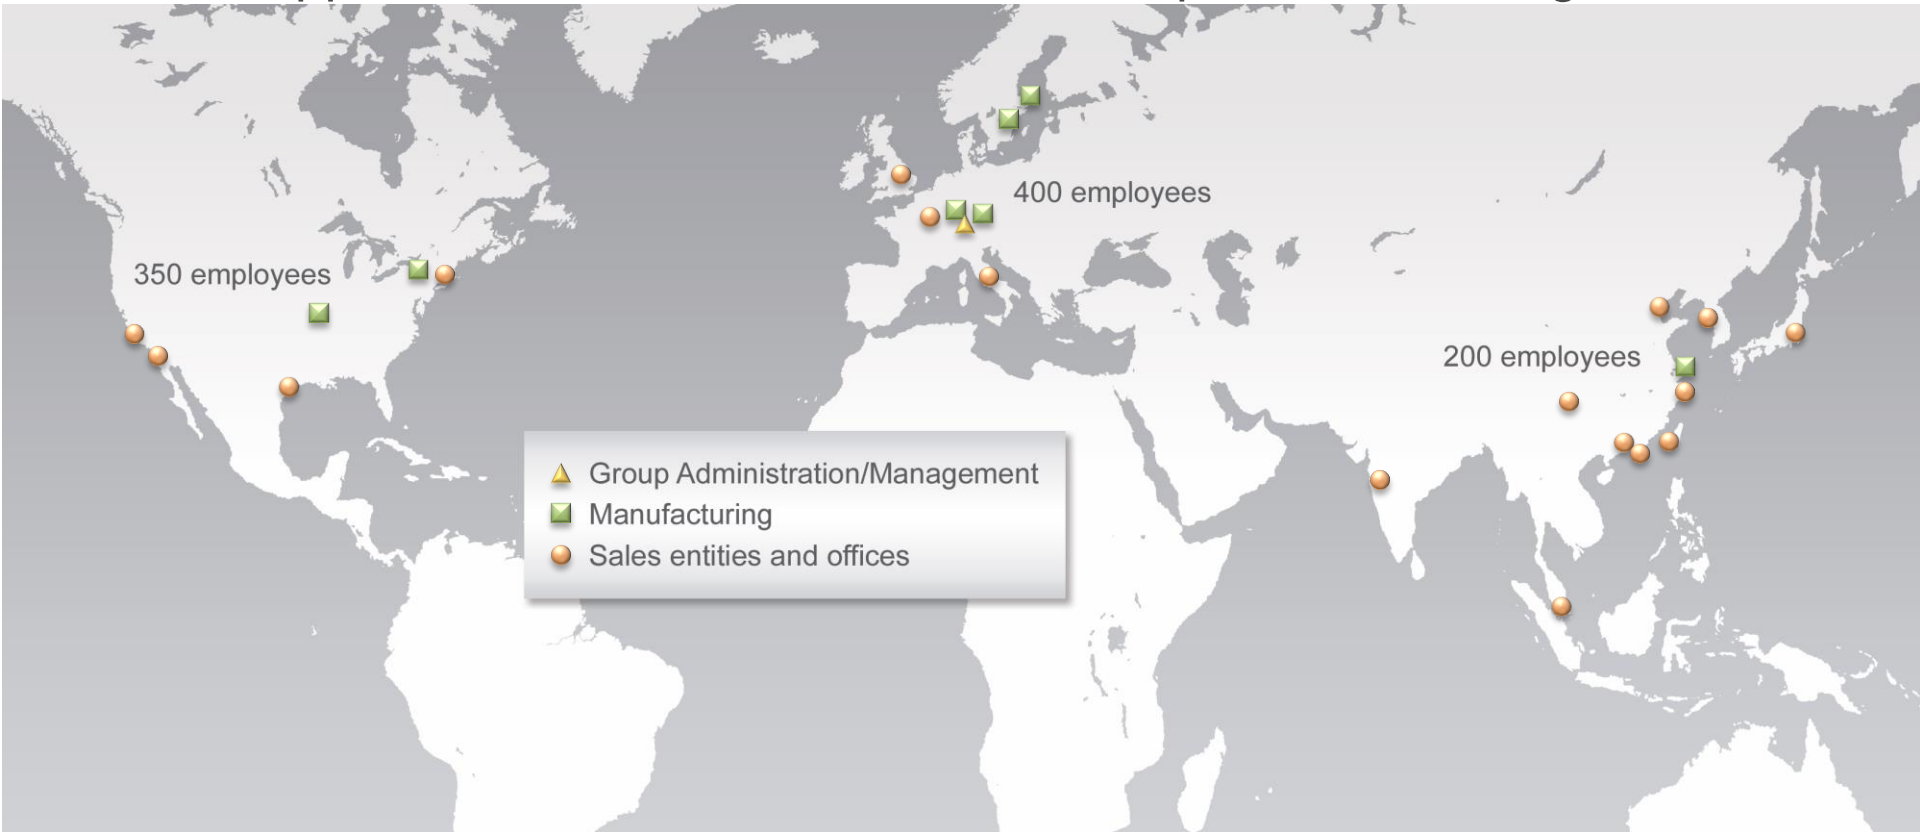 400 employees
350 employees
200 employees
Group Administration/Management
Manufacturing
Sales entities and offices